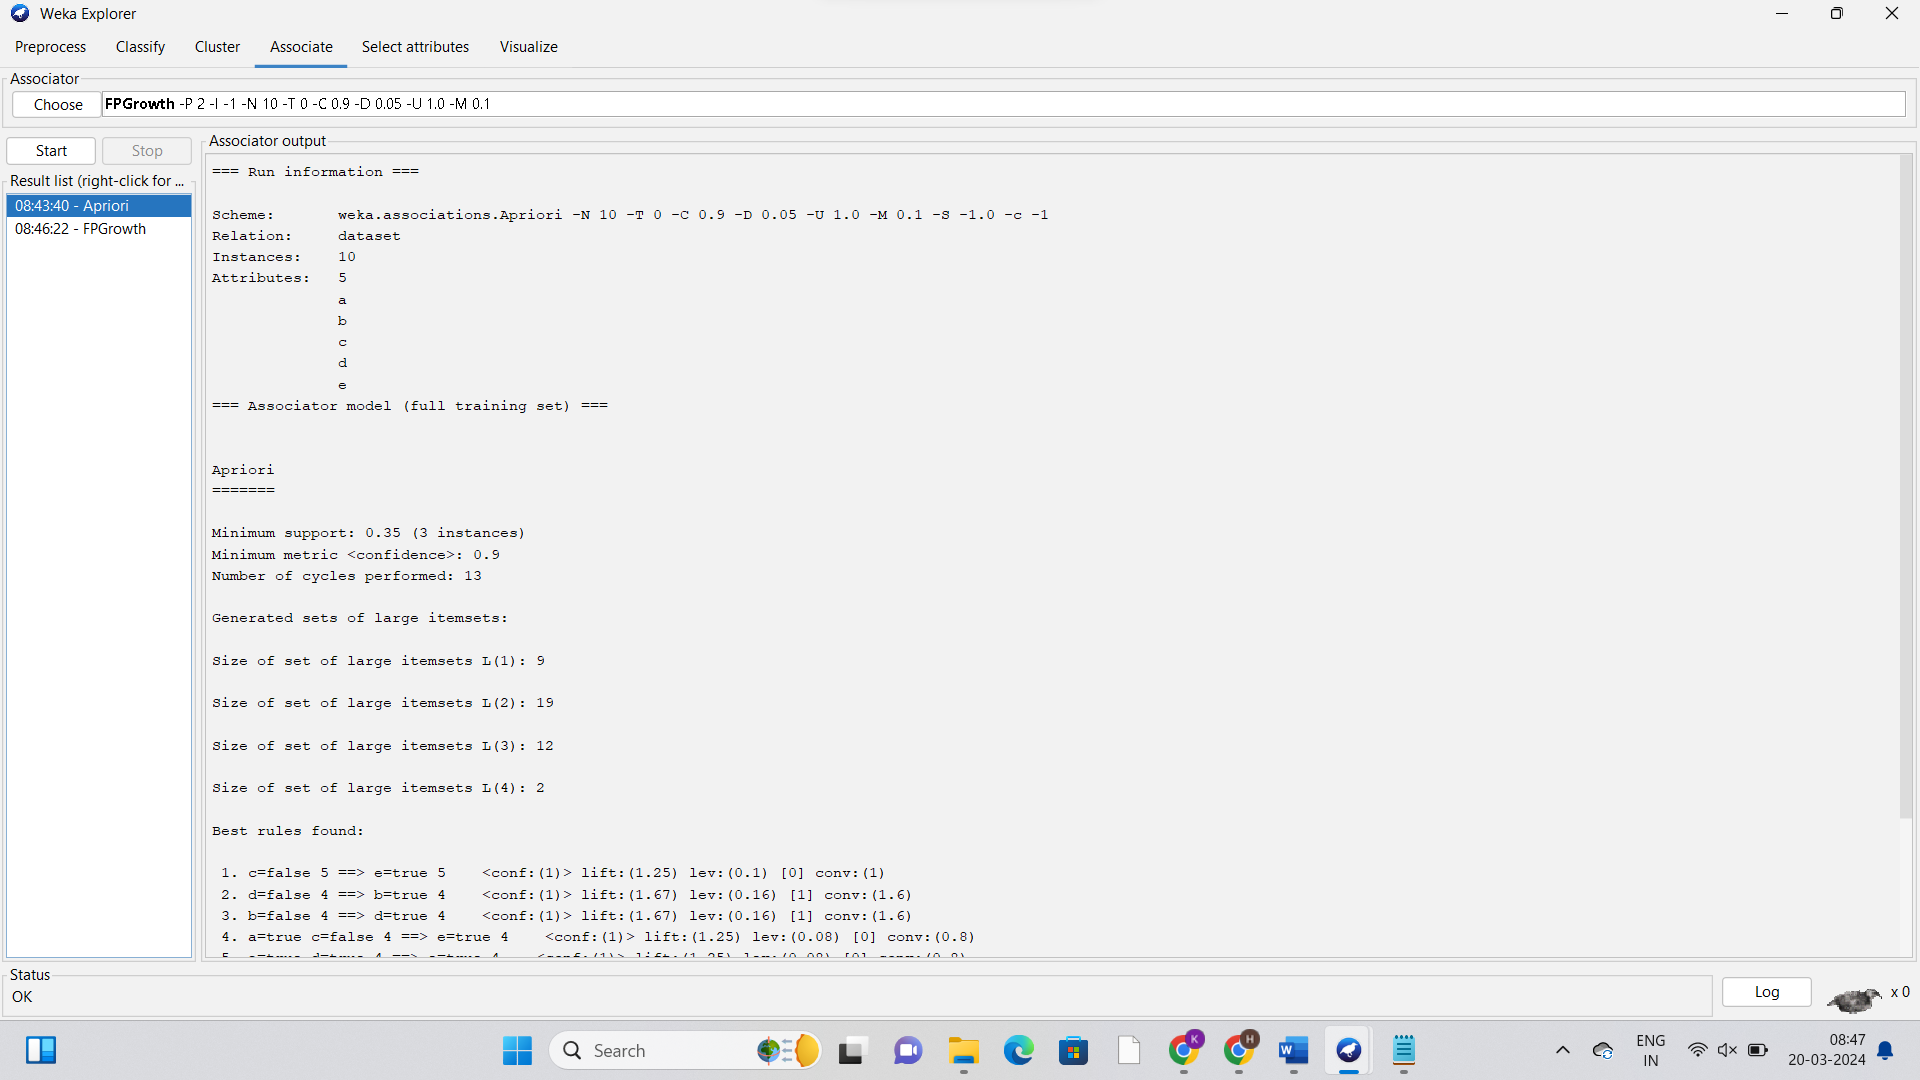 Weka Explorer
Preprocess Classify Cluster Associate Select attributes Visualize
Associator
Choose FPGrowth -P 2 -I -1 -N 10 -T 0 -C 0.9 -D 0.05 -U 1.0 -M 0.1
Start Stop
Result list (right-click for ...
08:43:40 - Apriori
08:46:22 - FPGrowth
Associator output
=== Run information ===
Scheme: weka.associations.Apriori -N 10 -T 0 -C 0.9 -D 0.05 -U 1.0 -M 0.1 -S -1.0 -c -1
Relation: dataset
Instances: 10
Attributes: 5
a
b
c
d
e
=== Associator model (full training set) ===
Apriori
=======
Minimum support: 0.35 (3 instances)
Minimum metric <confidence>: 0.9
Number of cycles performed: 13
Generated sets of large itemsets:
Size of set of large itemsets L(1): 9
Size of set of large itemsets L(2): 19
Size of set of large itemsets L(3): 12
Size of set of large itemsets L(4): 2
Best rules found:
1. c=false 5 ==> e=true 5 <conf:(1)> lift:(1.25) lev:(0.1) [0] conv:(1)
2. d=false 4 ==> b=true 4 <conf:(1)> lift:(1.67) lev:(0.16) [1] conv:(1.6)
3. b=false 4 ==> d=true 4 <conf:(1)> lift:(1.67) lev:(0.16) [1] conv:(1.6)
4. a=true c=false 4 ==> e=true 4 <conf:(1)> lift:(1.25) lev:(0.08) [0] conv:(0.8)
Status
OK
Log
x 0
Search
ENG
IN
08:47
20-03-2024